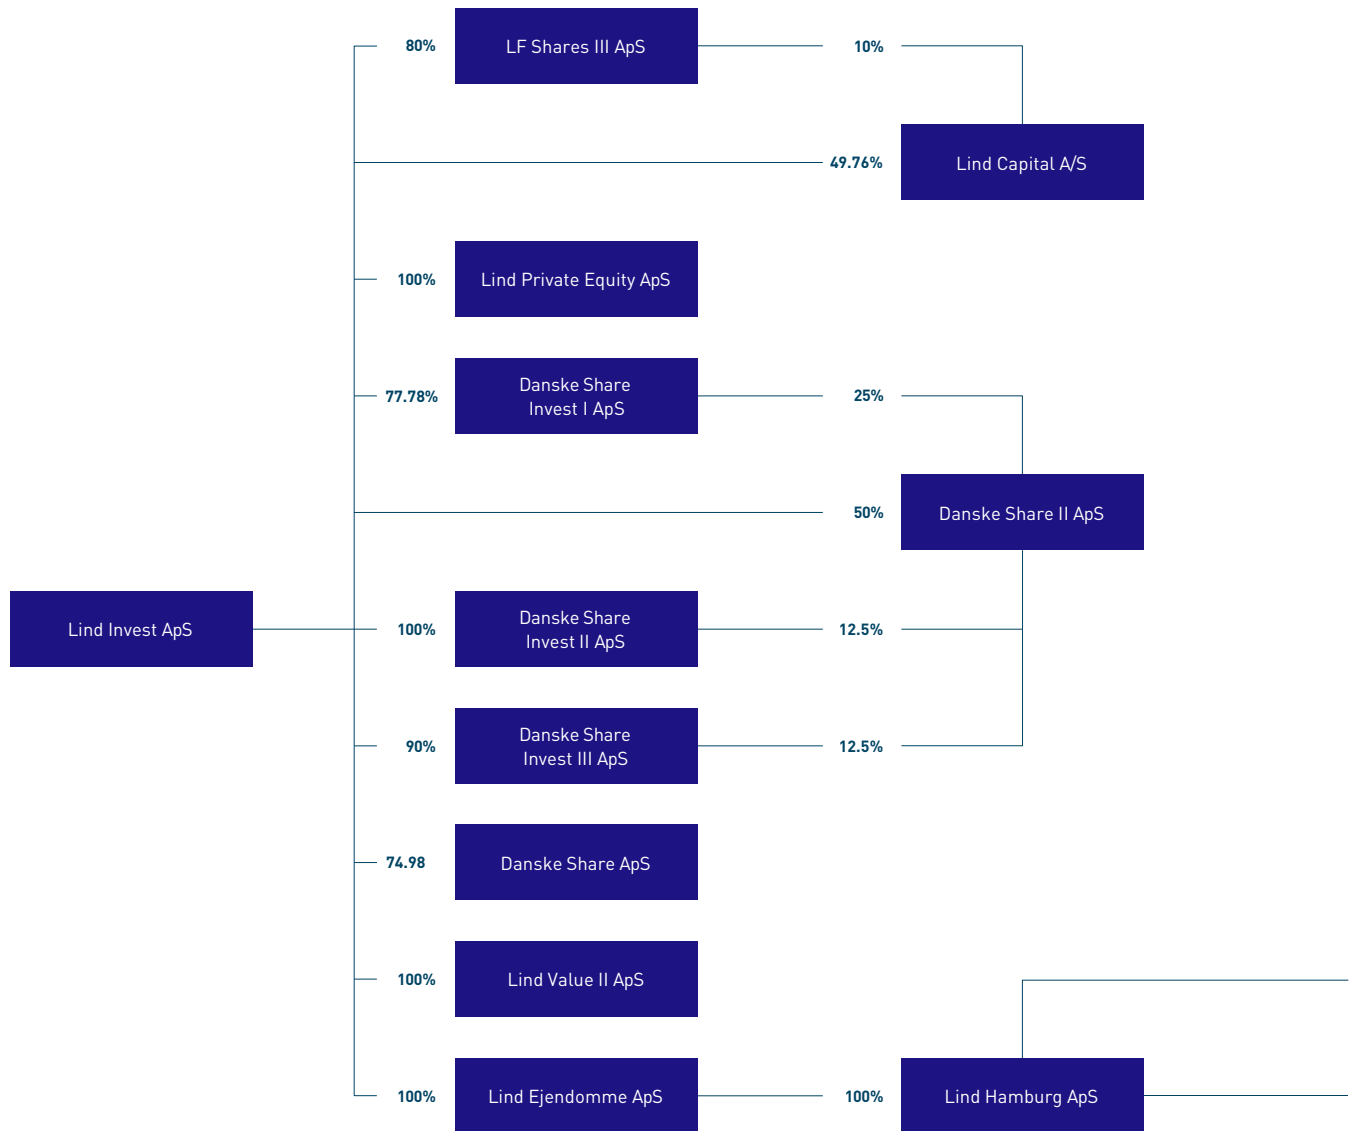 80%
LF Shares III ApS
10%
49.76%
Lind Capital A/S
100%
Lind Private Equity ApS
77.78%
Danske Share
Invest I ApS
25%
50%
Danske Share II ApS
Lind Invest ApS
100%
Danske Share
Invest II ApS
12.5%
90%
Danske Share
Invest III ApS
12.5%
74.98
Danske Share ApS
100%
Lind Value II ApS
100%
Lind Ejendomme ApS
100%
Lind Hamburg ApS